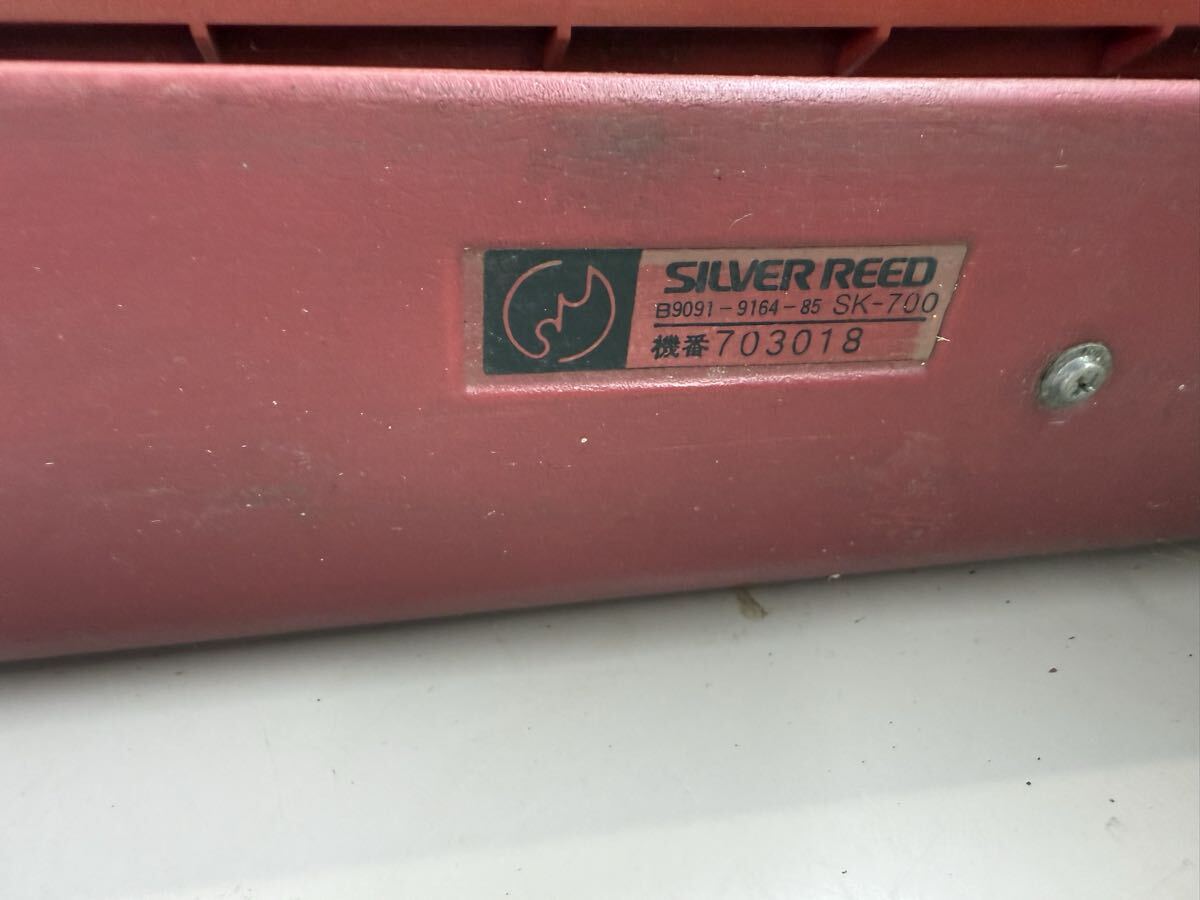 SILVER REED
B9091-9164-85 SK-700
機番703018